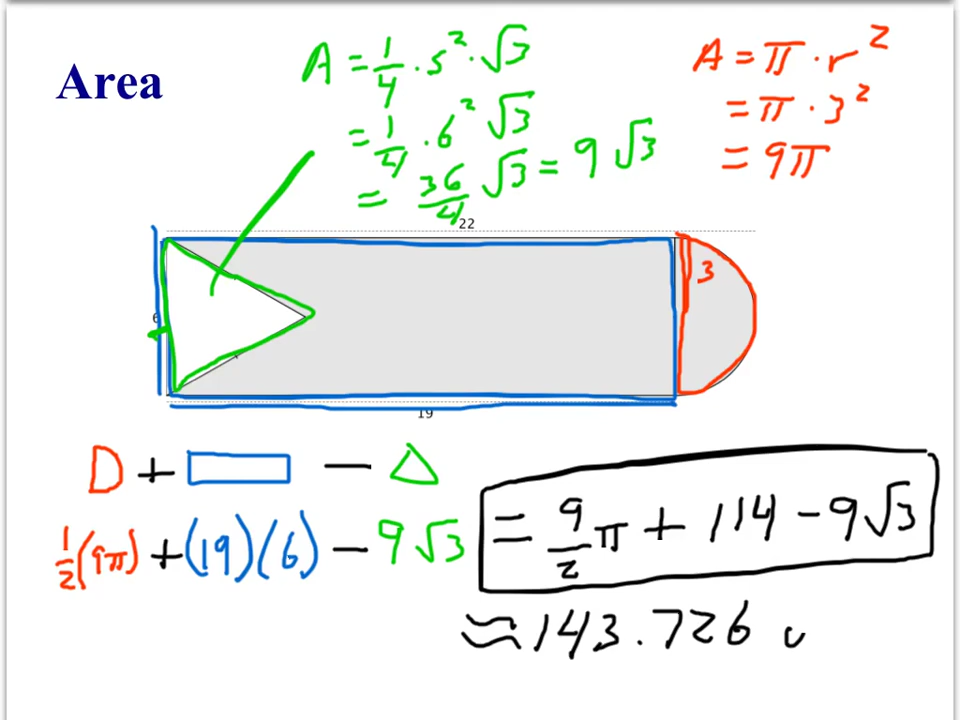 Area
A = 1/4 · s² · √3
= 1/4 · 6² √3
= 36/4 √3 = 9 √3
A = π · r²
= π · 3²
= 9π
22
3
6
19
D + ▭ − △
1/2 (9π) + (19)(6) − 9√3
= 9/2 π + 114 − 9√3
≈ 143.726 u